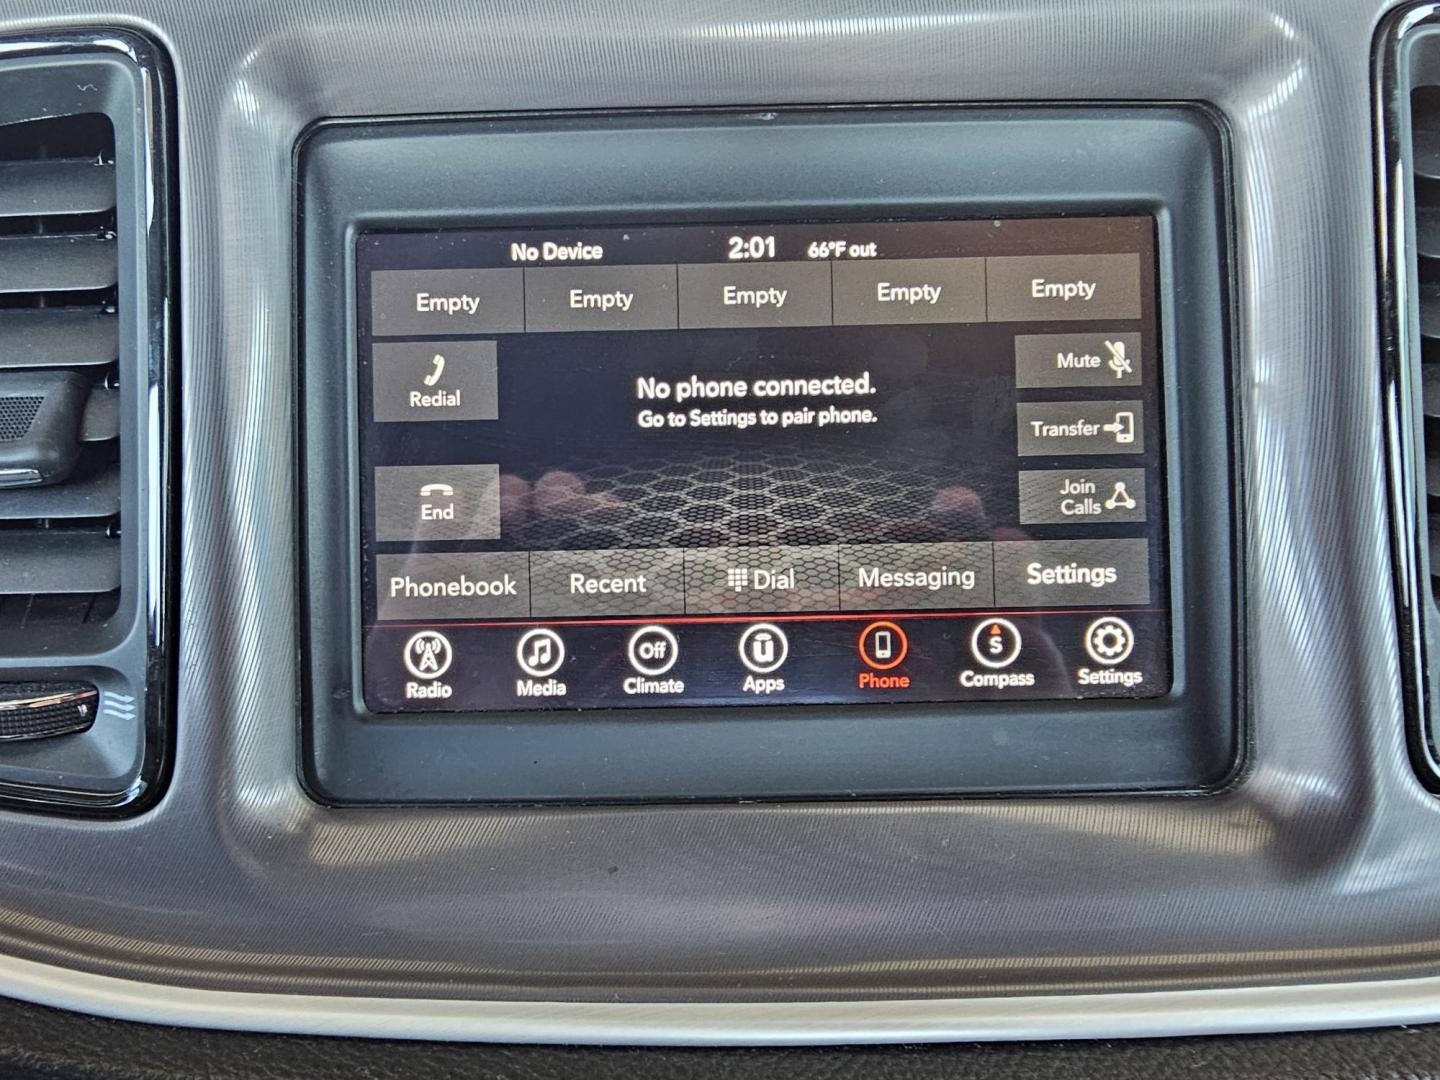 No Device 2:01 66°F out
Empty Empty Empty Empty Empty
Redial
Mute
No phone connected.
Go to Settings to pair phone.
Transfer
End
Join
Calls
Phonebook Recent Dial Messaging Settings
Off S
Radio Media Climate Apps Phone Compass Settings